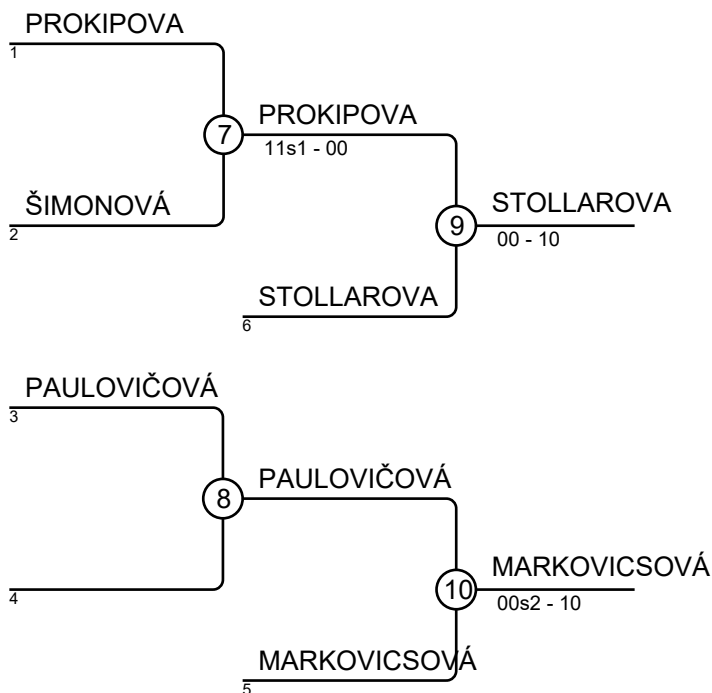 PROKIPOVA
1
7
PROKIPOVA
11s1 - 00
ŠIMONOVÁ
2
9
STOLLAROVA
00 - 10
STOLLAROVA
6
PAULOVIČOVÁ
3
8
PAULOVIČOVÁ
4
10
MARKOVICSOVÁ
00s2 - 10
MARKOVICSOVÁ
5